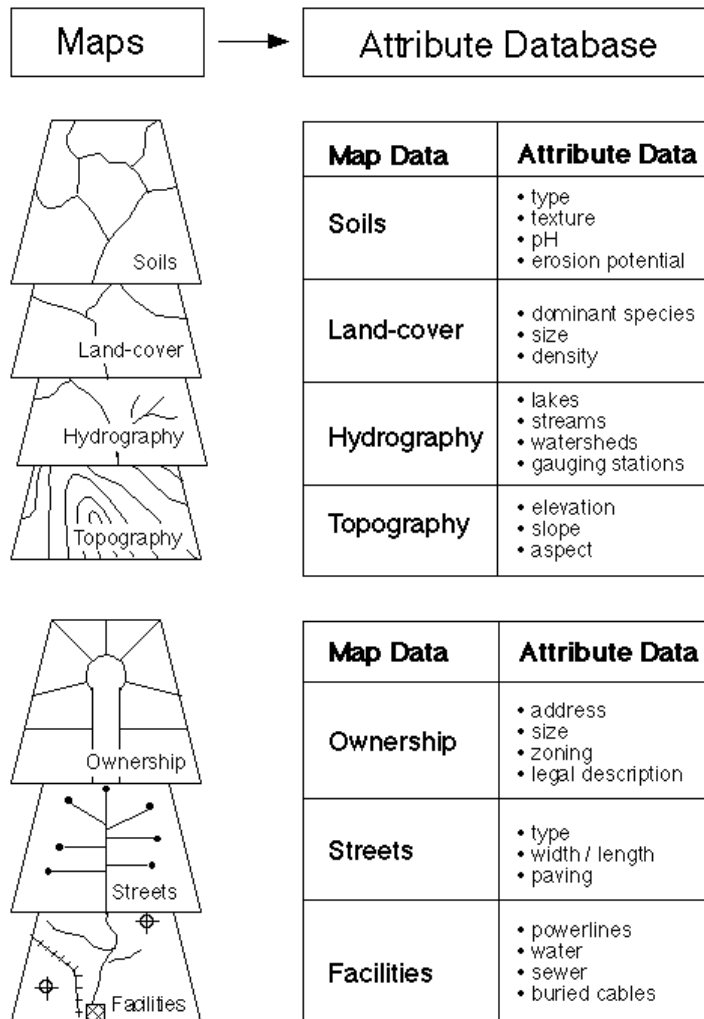 Maps
Attribute Database
Soils
Land-cover
Hydrography
Topography
Map Data
Attribute Data
Soils
• type
• texture
• pH
• erosion potential
Land-cover
• dominant species
• size
• density
Hydrography
• lakes
• streams
• watersheds
• gauging stations
Topography
• elevation
• slope
• aspect
Ownership
Streets
Facilities
Map Data
Attribute Data
Ownership
• address
• size
• zoning
• legal description
Streets
• type
• width / length
• paving
Facilities
• powerlines
• water
• sewer
• buried cables